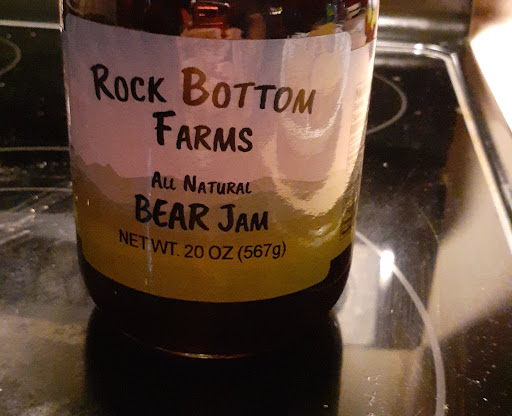 Rock Bottom
Farms
All Natural
BEAR Jam
NET WT. 20 OZ (567g)